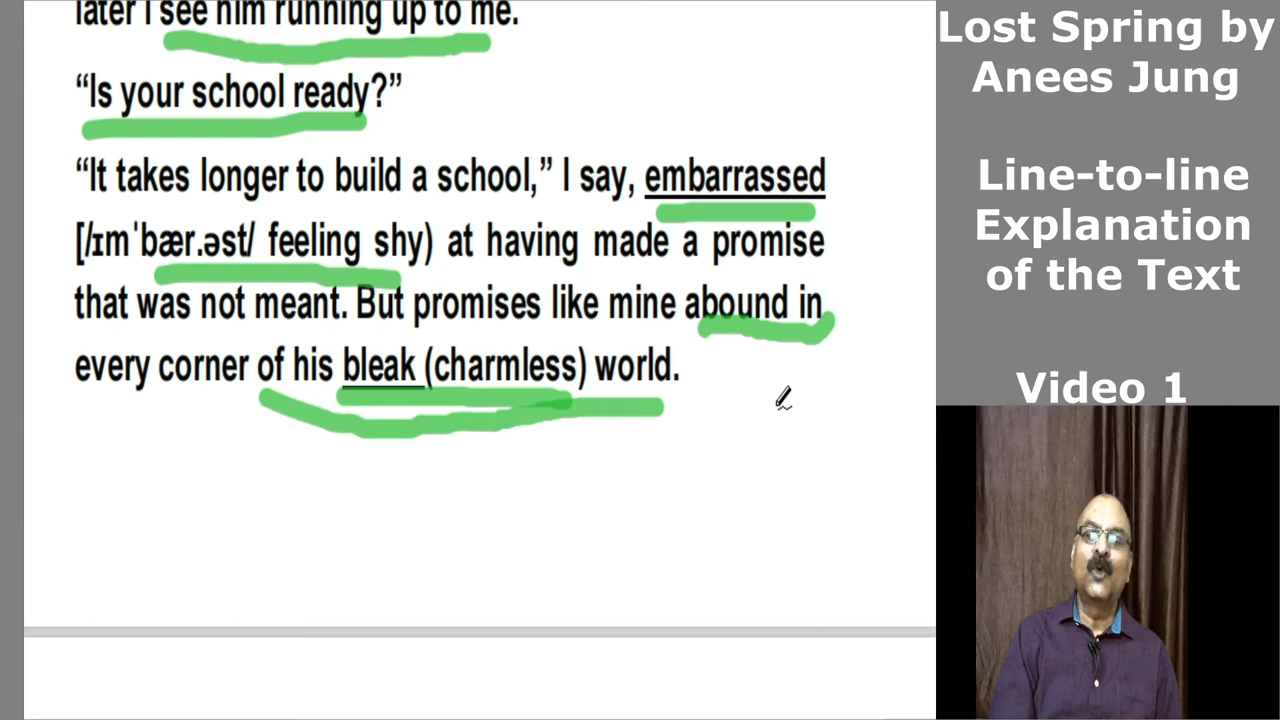 later I see him running up to me.
“Is your school ready?”
“It takes longer to build a school,” I say, embarrassed
[/ɪmˈbær.əst/ feeling shy) at having made a promise
that was not meant. But promises like mine abound in
every corner of his bleak (charmless) world.
Lost Spring by
Anees Jung
Line-to-line
Explanation
of the Text
Video 1